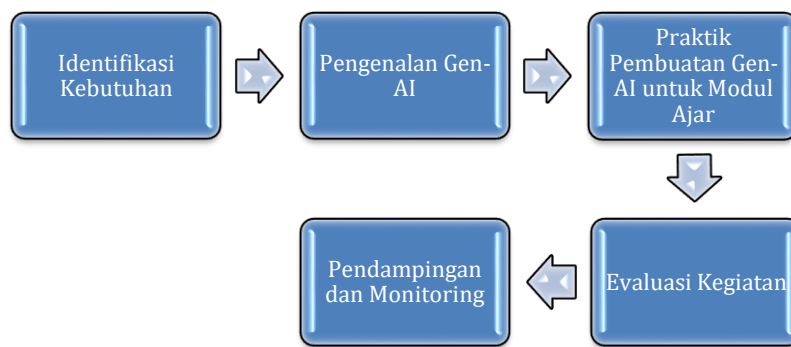 Identifikasi
Kebutuhan
Pengenalan Gen-
AI
Praktik
Pembuatan Gen-
AI untuk Modul
Ajar
Evaluasi Kegiatan
Pendampingan
dan Monitoring